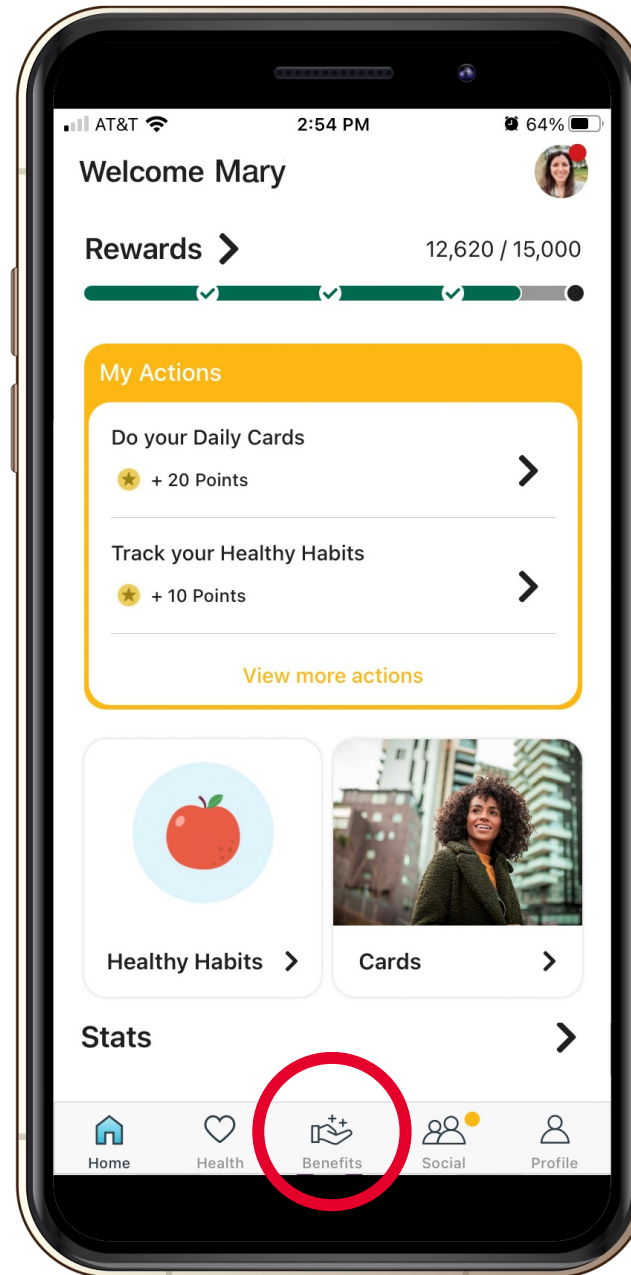 AT&T 2:54 PM 64%
Welcome Mary
Rewards 12,620 / 15,000
My Actions
Do your Daily Cards
+ 20 Points
Track your Healthy Habits
+ 10 Points
View more actions
Healthy Habits Cards
Stats
Home Health Benefits Social Profile